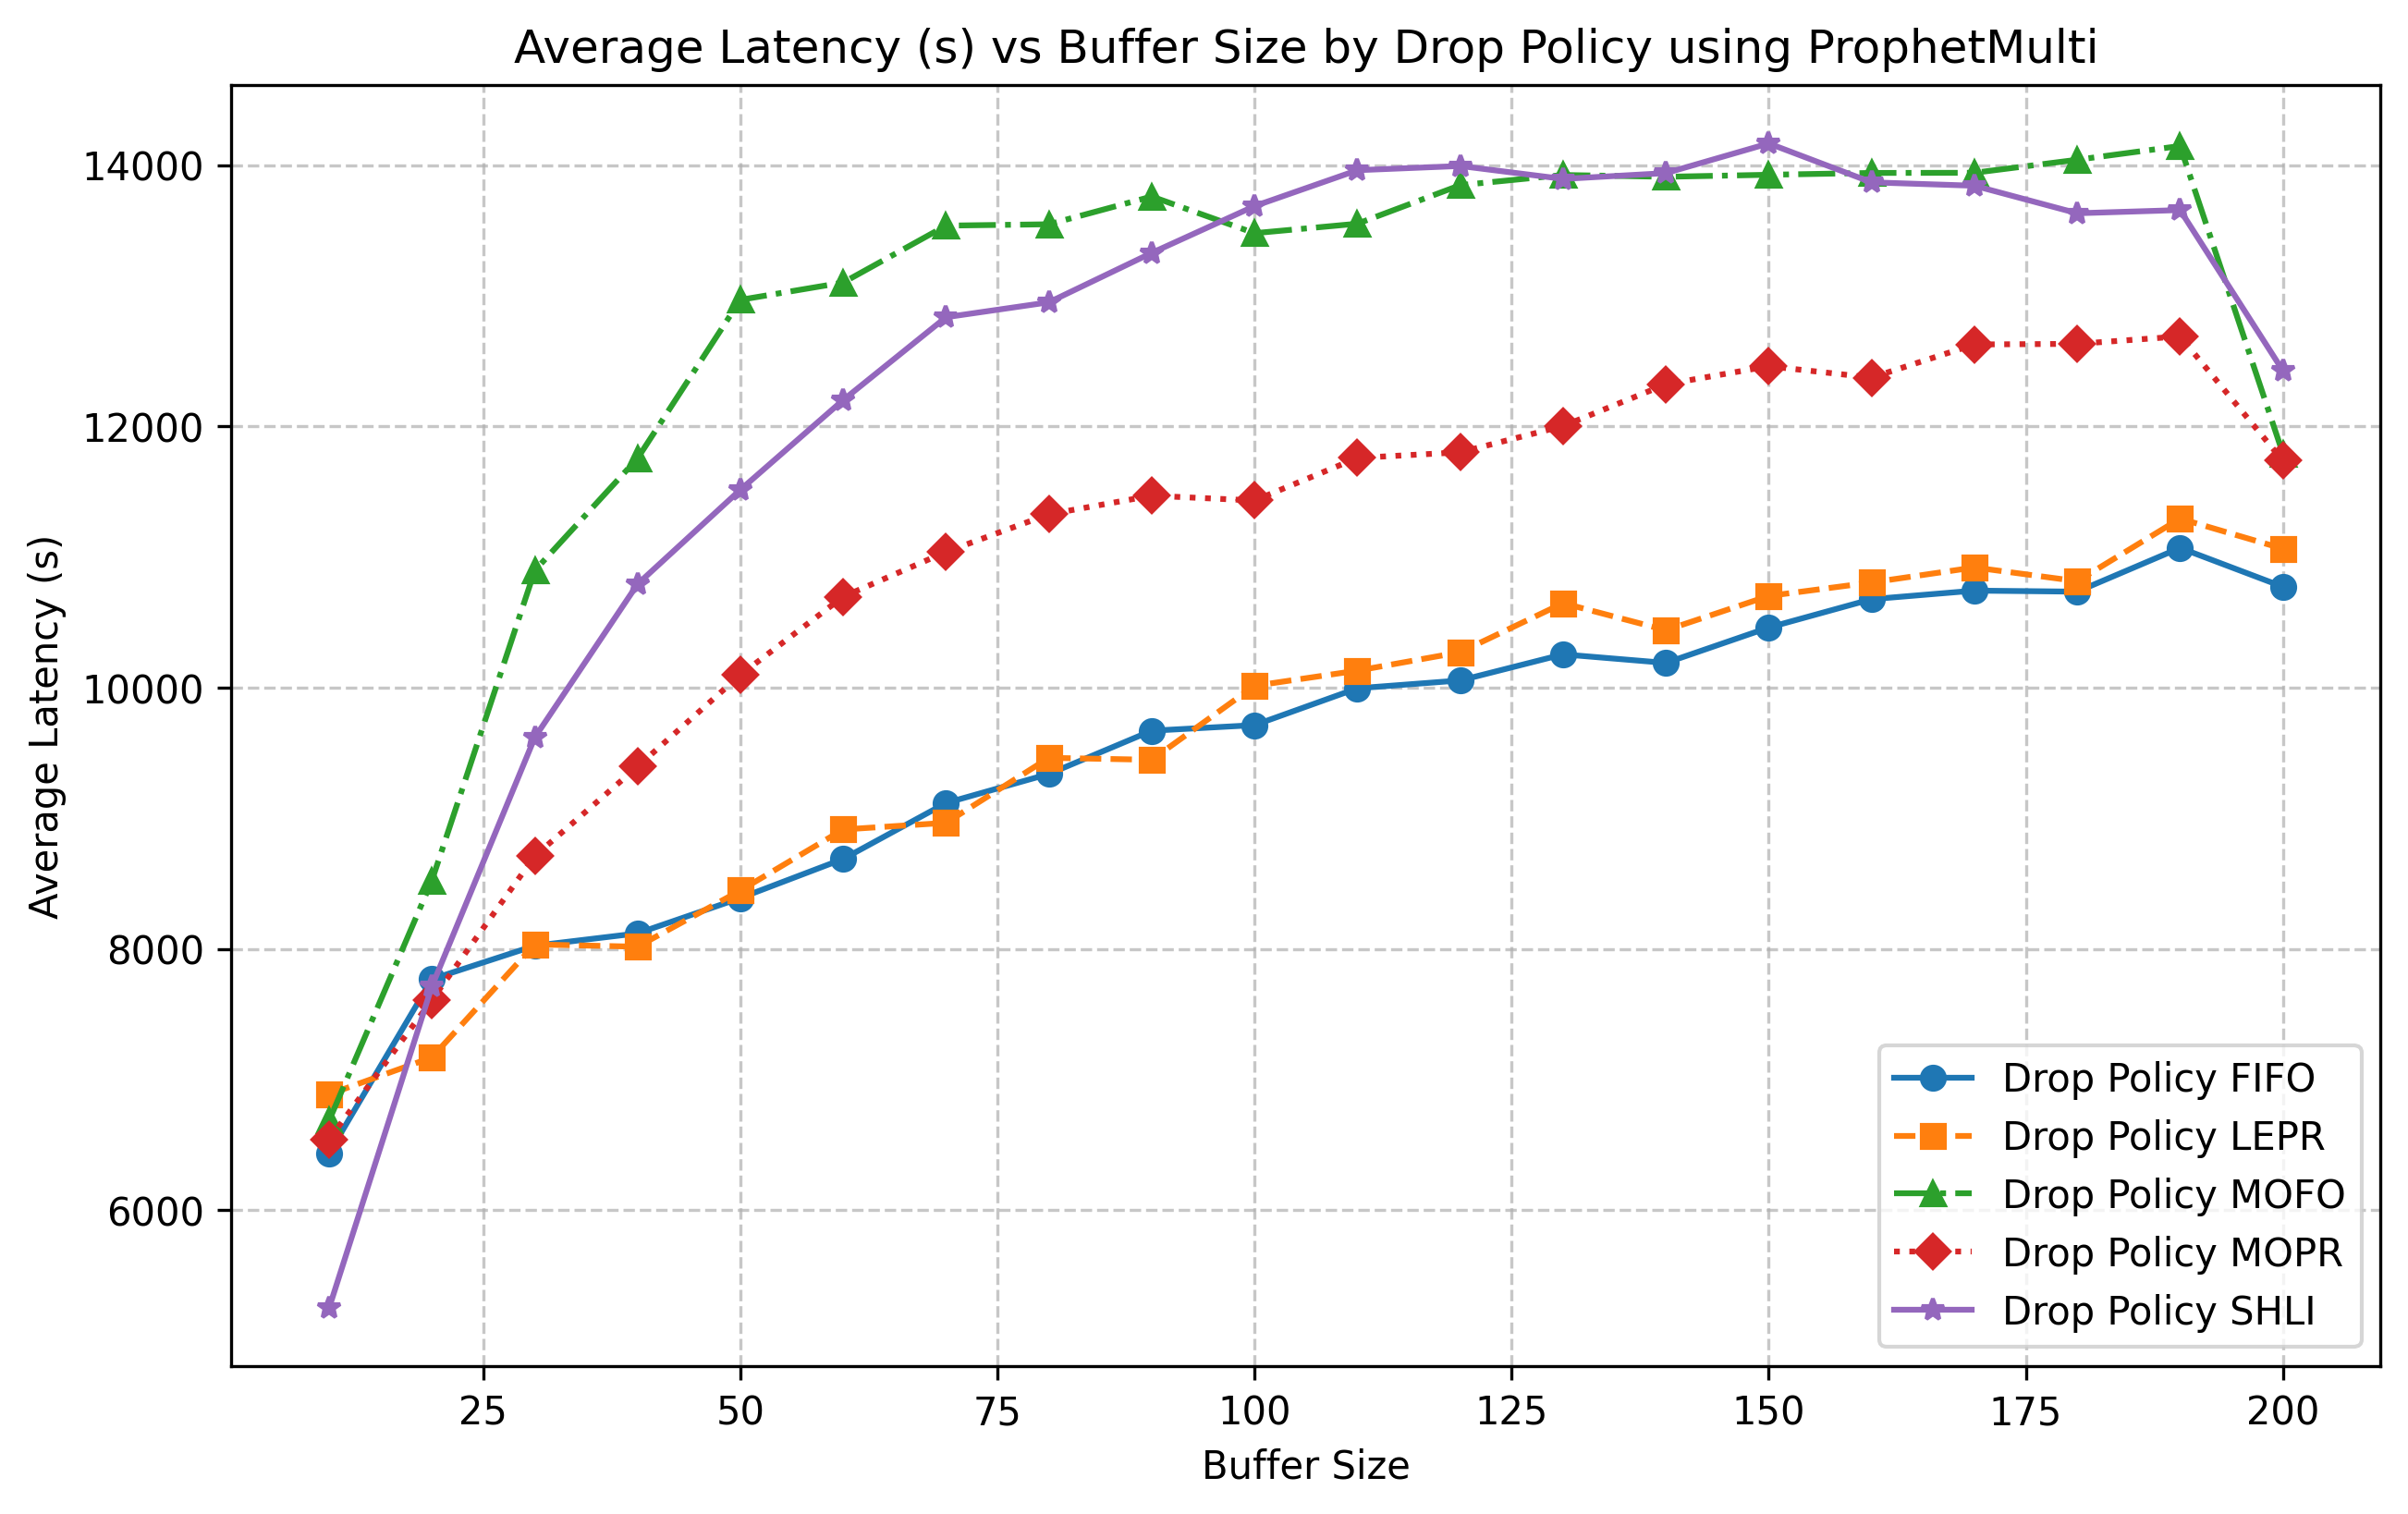 Average Latency (s) vs Buffer Size by Drop Policy using ProphetMulti
Average Latency (s)
14000
12000
10000
8000
6000
25 50 75 100 125 150 175 200
Buffer Size
Drop Policy FIFO
Drop Policy LEPR
Drop Policy MOFO
Drop Policy MOPR
Drop Policy SHLI